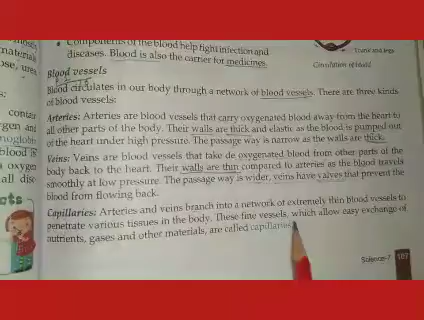 Components of the blood help fight infection and
diseases. Blood is also the carrier for medicines.
Circulation of blood
Blood vessels
Blood circulates in our body through a network of blood vessels. There are three kinds
of blood vessels:
Arteries: Arteries are blood vessels that carry oxygenated blood away from the heart to
all other parts of the body. Their walls are thick and elastic as the blood is pumped out
of the heart under high pressure. The passage way is narrow as the walls are thick.
Veins: Veins are blood vessels that take de oxygenated blood from other parts of the
body back to the heart. Their walls are thin compared to arteries as the blood travels
smoothly at low pressure. The passage way is wider, veins have valves that prevent the
blood from flowing back.
Capillaries: Arteries and veins branch into a network of extremely thin blood vessels to
penetrate various tissues in the body. These fine vessels, which allow easy exchange of
nutrients, gases and other materials, are called capillaries
Science-7 107